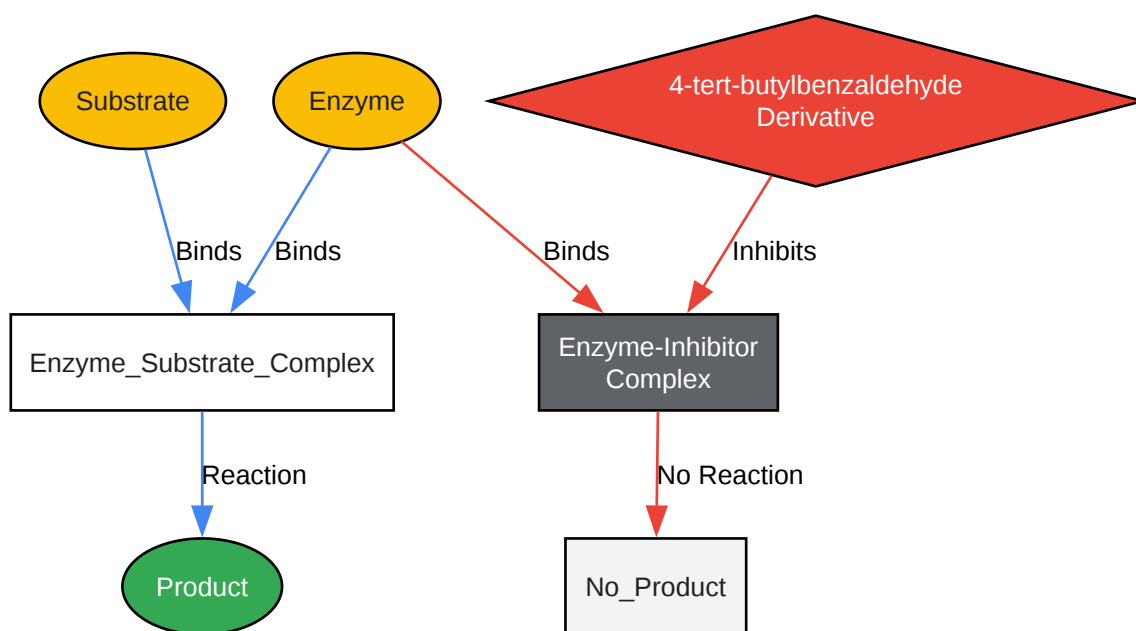 Substrate
Enzyme
4-tert-butylbenzaldehyde
Derivative
Binds
Binds
Binds
Inhibits
Enzyme_Substrate_Complex
Enzyme-Inhibitor
Complex
Reaction
No Reaction
Product
No_Product